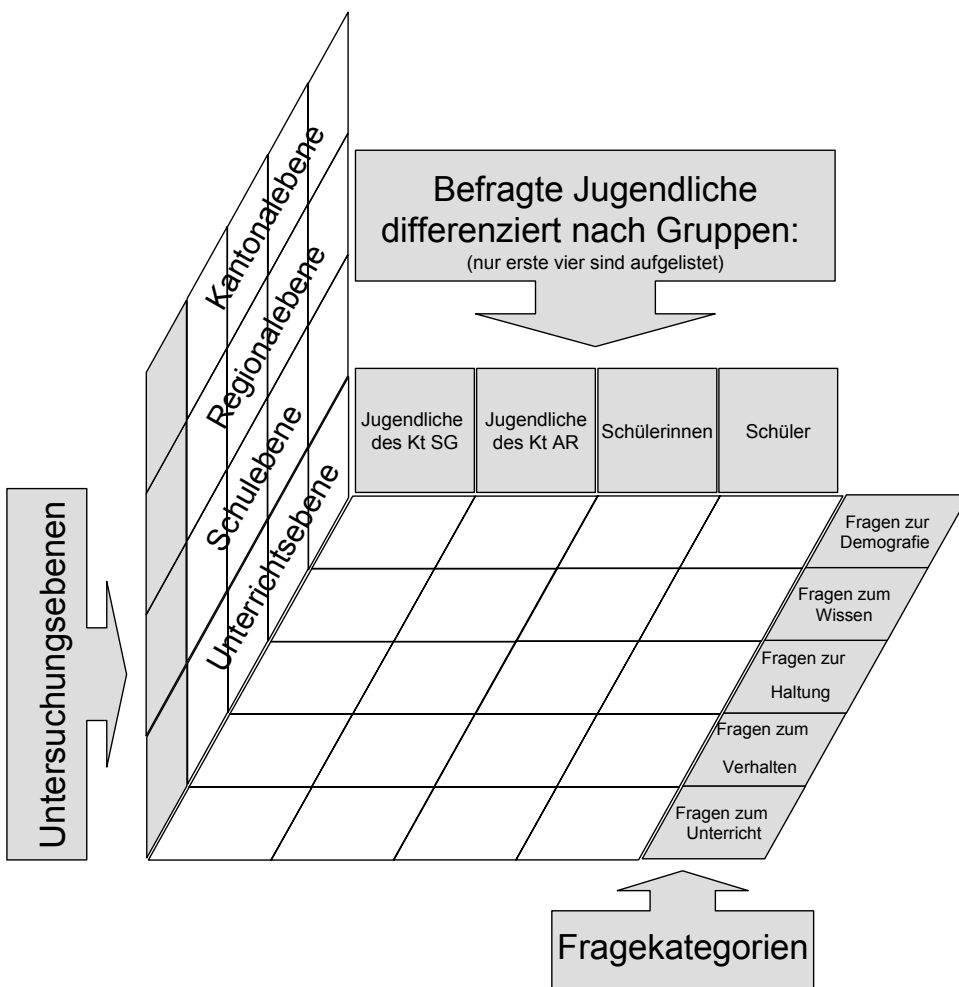 Kantonalebene
Regionalebene
Schulebene
Unterrichtsebene
Befragte Jugendliche
differenziert nach Gruppen:
(nur erste vier sind aufgelistet)
Jugendliche
des Kt SG
Jugendliche
des Kt AR
Schülerinnen
Schüler
Untersuchungsebenen
Fragen zur
Demografie
Fragen zum
Wissen
Fragen zur
Haltung
Fragen zum
Verhalten
Fragen zum
Unterricht
Fragekategorien